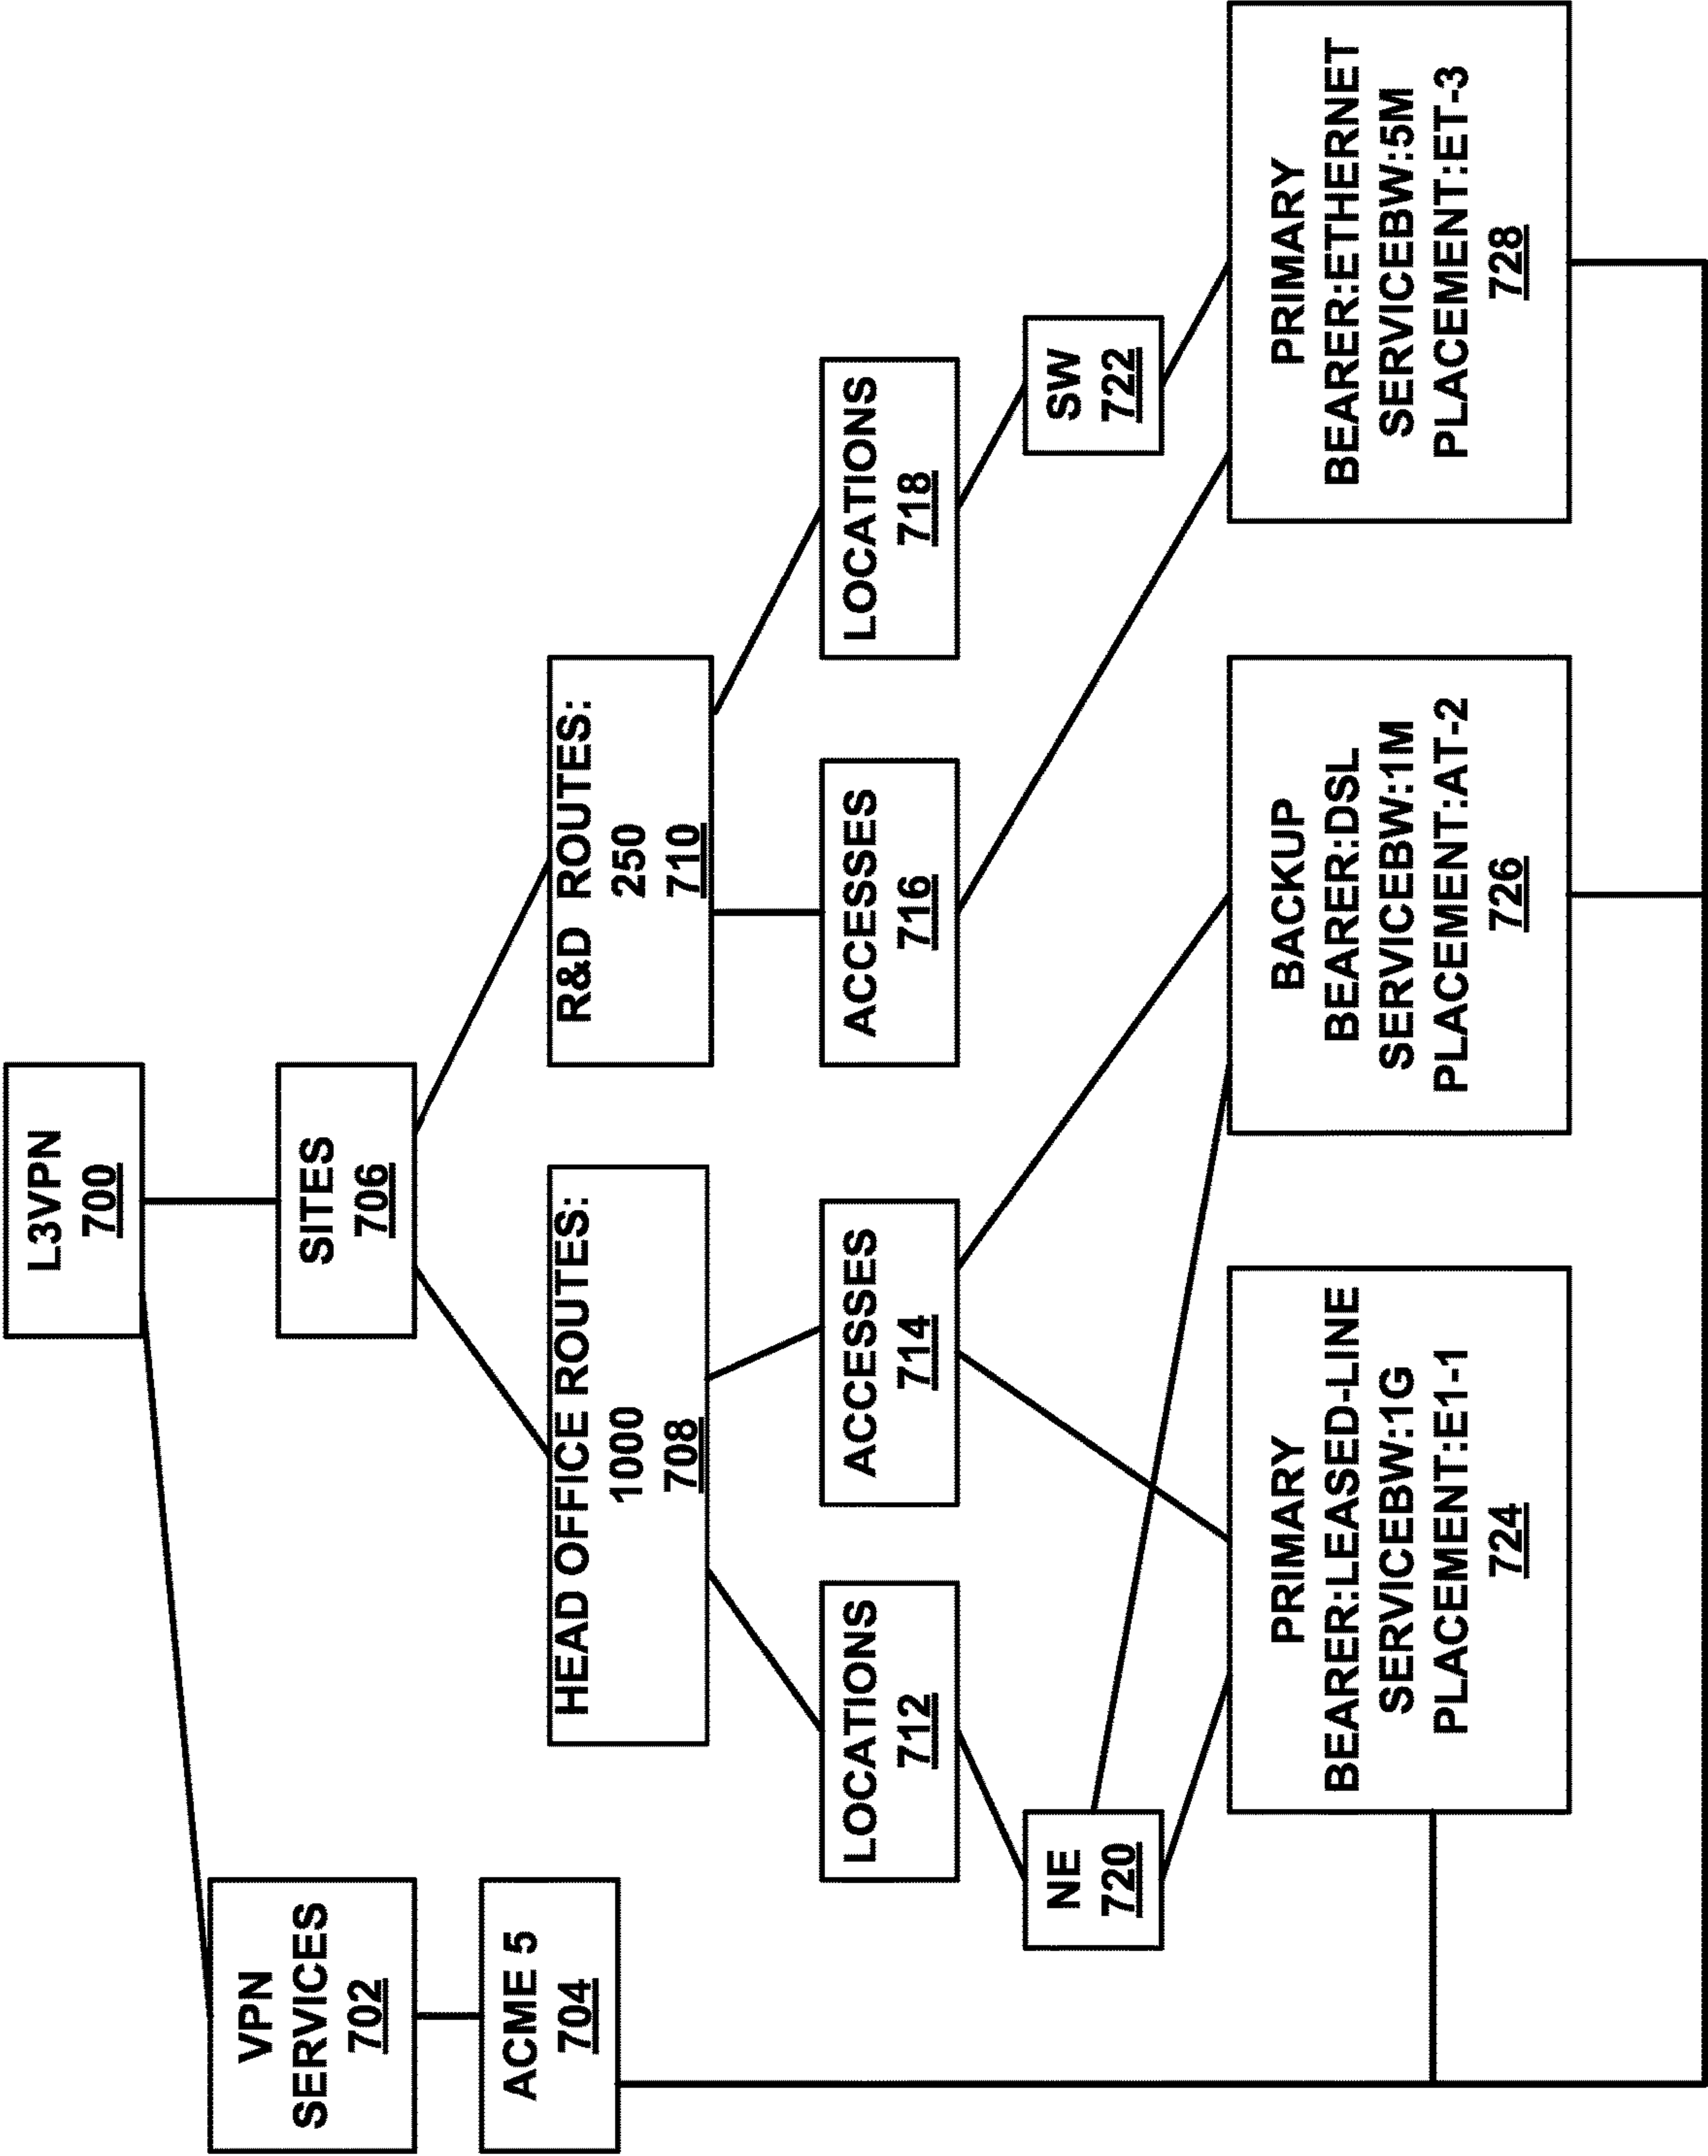 L3VPN
700
VPN
SERVICES
702
SITES
706
ACME 5
704
HEAD OFFICE ROUTES:
1000
708
R&D ROUTES:
250
710
LOCATIONS
712
ACCESSES
714
ACCESSES
716
LOCATIONS
718
NE
720
SW
722
PRIMARY
BEARER:LEASED-LINE
SERVICEBW:1G
PLACEMENT:E1-1
724
BACKUP
BEARER:DSL
SERVICEBW:1M
PLACEMENT:AT-2
726
PRIMARY
BEARER:ETHERNET
SERVICEBW:5M
PLACEMENT:ET-3
728